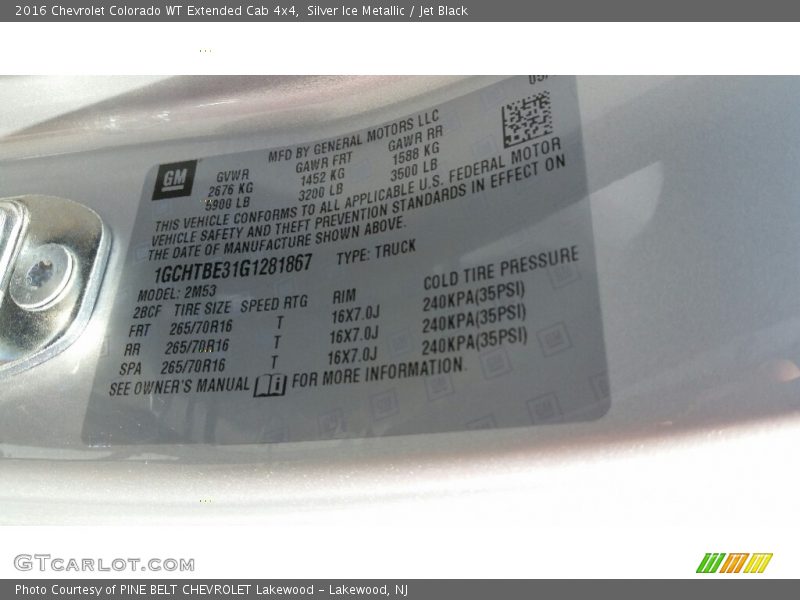 2016 Chevrolet Colorado WT Extended Cab 4x4, Silver Ice Metallic / Jet Black
MFD BY GENERAL MOTORS LLC
GM
GVWR GAWR FRT GAWR RR
2676 KG 1452 KG 1588 KG
5900 LB 3200 LB 3500 LB
THIS VEHICLE CONFORMS TO ALL APPLICABLE U.S. FEDERAL MOTOR
VEHICLE SAFETY AND THEFT PREVENTION STANDARDS IN EFFECT ON
THE DATE OF MANUFACTURE SHOWN ABOVE.
1GCHTBE31G1281867 TYPE: TRUCK
MODEL: 2M53
2BCF TIRE SIZE SPEED RTG RIM COLD TIRE PRESSURE
FRT 265/70R16 T 16X7.0J 240KPA(35PSI)
RR 265/70R16 T 16X7.0J 240KPA(35PSI)
SPA 265/70R16 T 16X7.0J 240KPA(35PSI)
SEE OWNER'S MANUAL FOR MORE INFORMATION.
GTCARLOT.COM
Photo Courtesy of PINE BELT CHEVROLET Lakewood - Lakewood, NJ